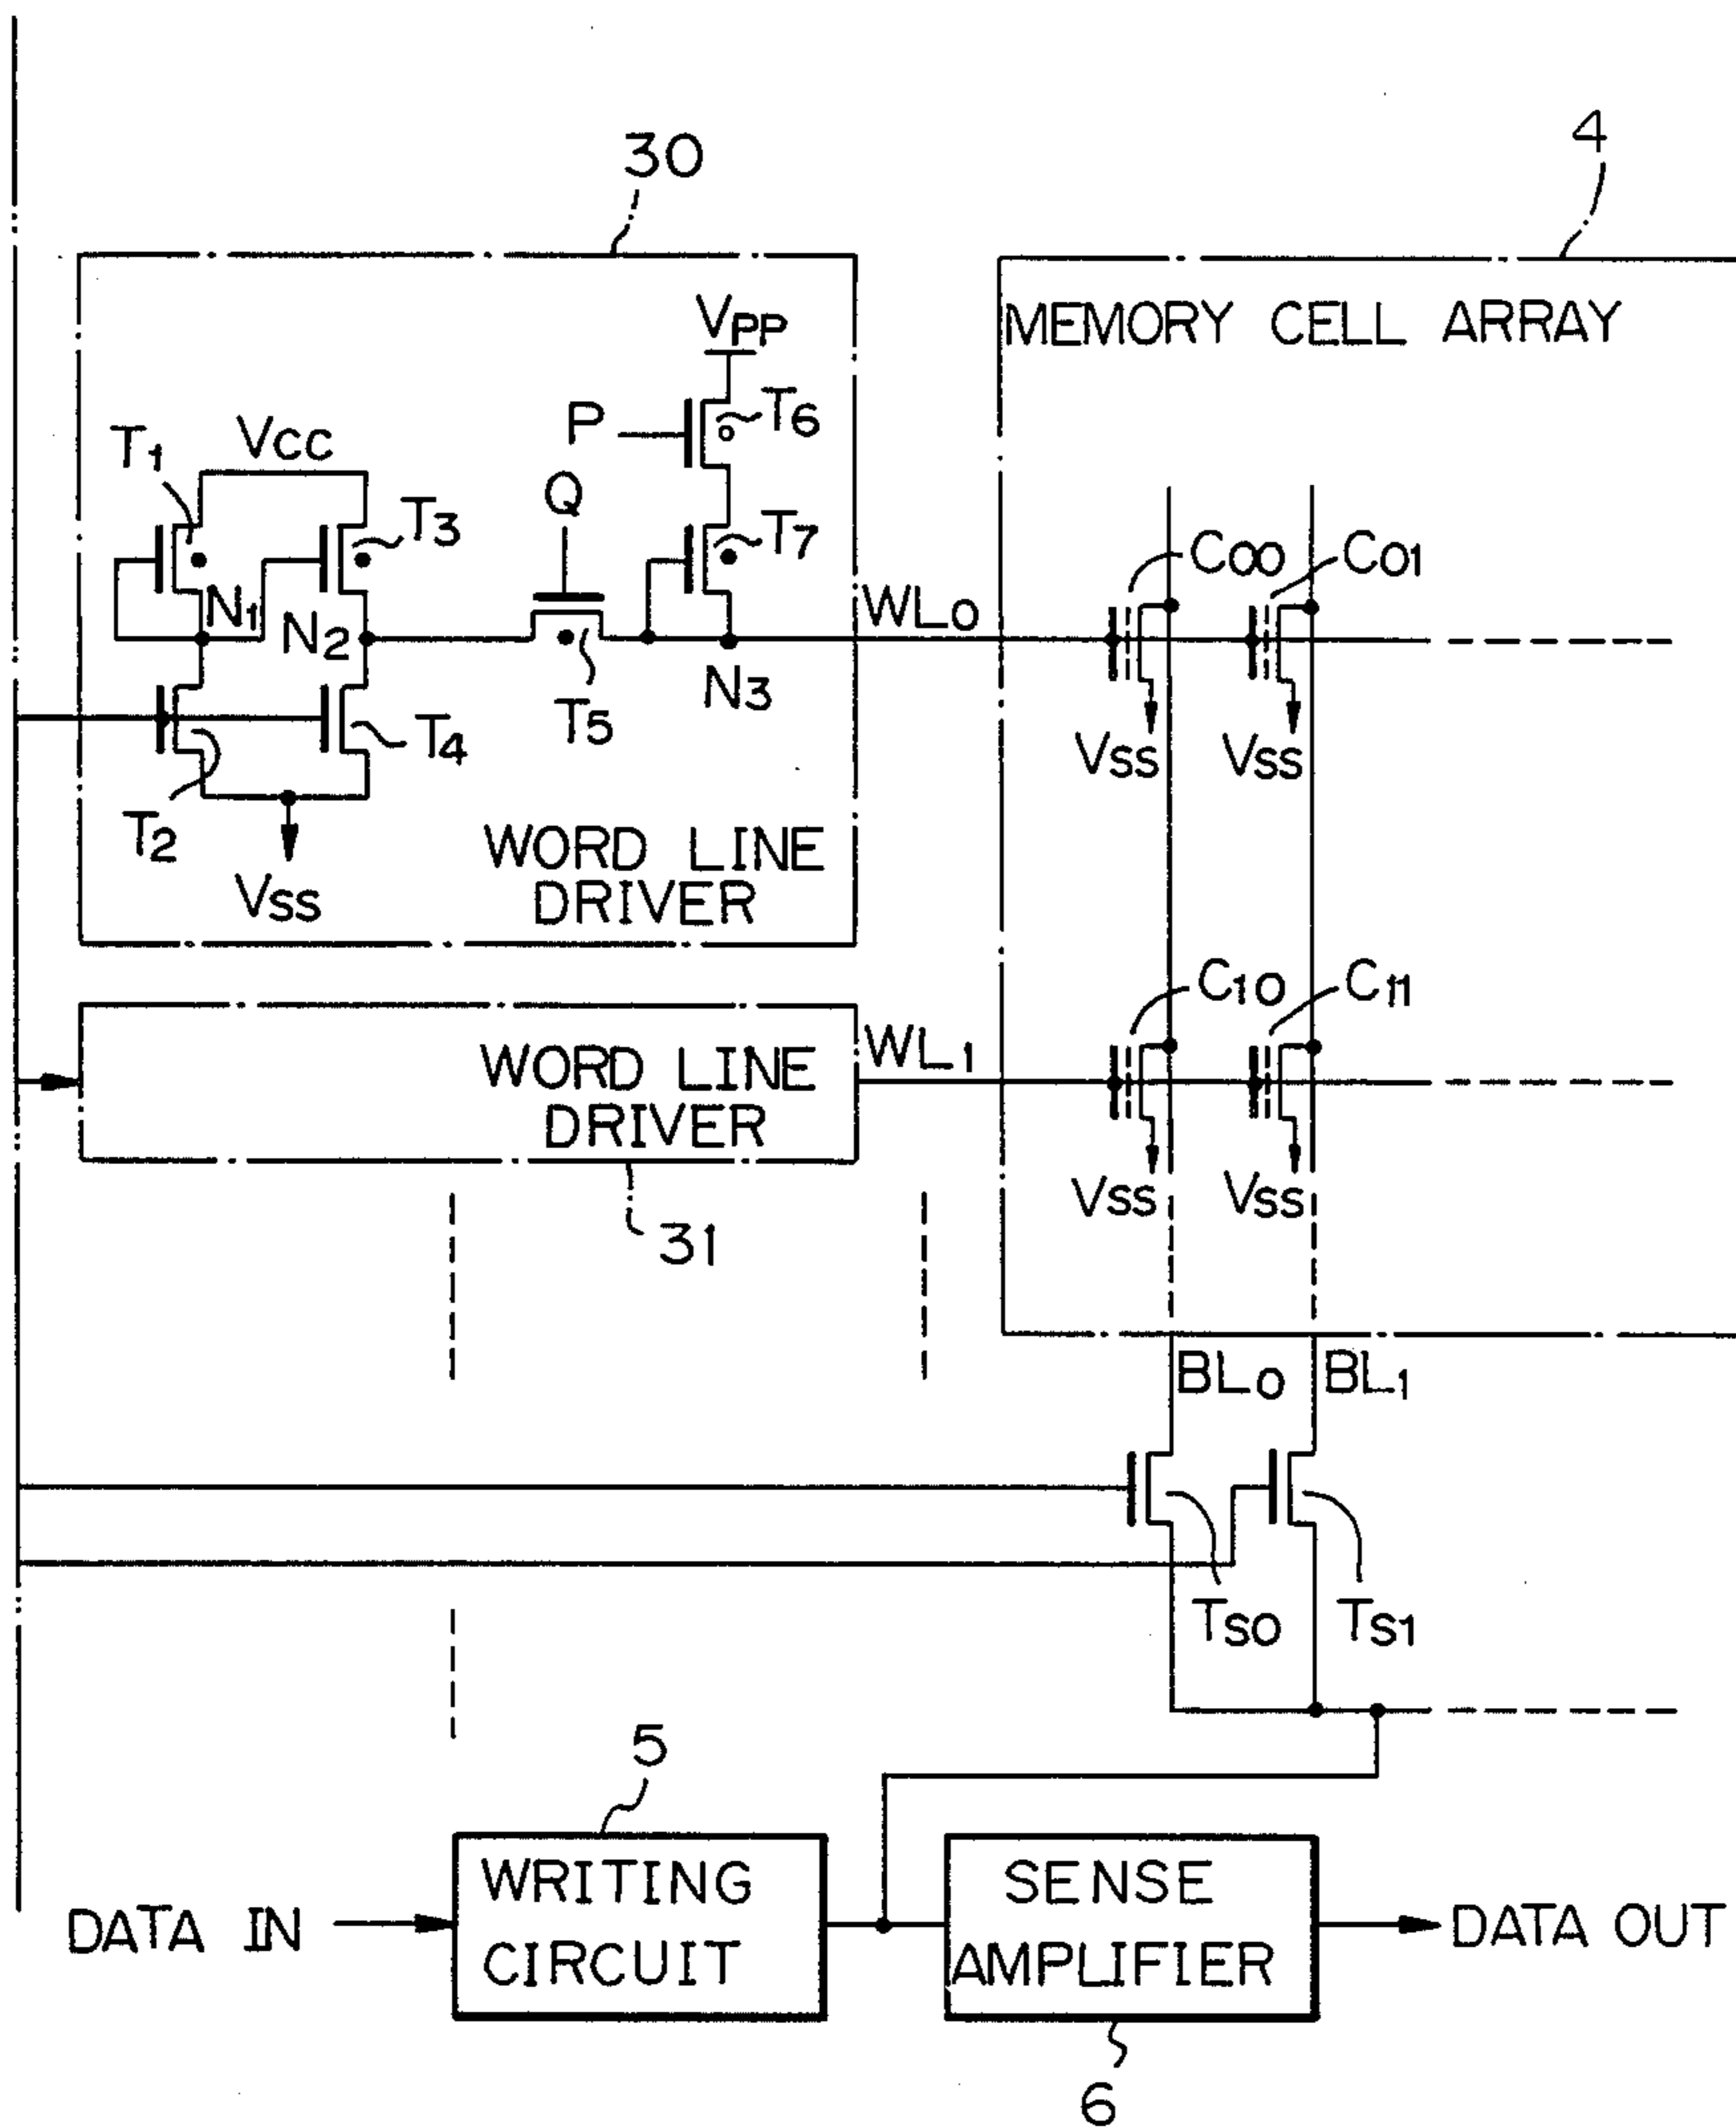 30
4
VPP
MEMORY CELL ARRAY
P
T6
T1
VCC
Q
T3
T7
C00
C01
N1
N2
WL0
N3
T5
T4
VSS
VSS
T2
WORD LINE
DRIVER
VSS
C10
C11
WORD LINE
DRIVER
WL1
VSS
VSS
31
BL0
BL1
TS0
TS1
5
WRITING
CIRCUIT
SENSE
AMPLIFIER
DATA IN
DATA OUT
6